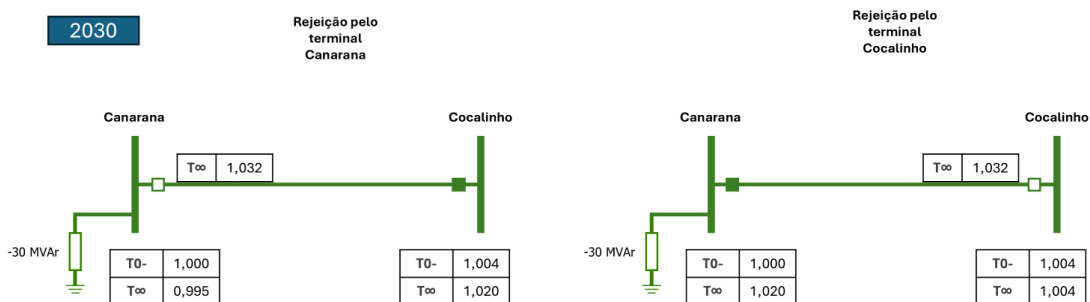 2030
Rejeição pelo
terminal
Canarana
Canarana
Cocalinho
T∞ 1,032
-30 MVAr
T0- 1,000
T∞ 0,995
T0- 1,004
T∞ 1,020
Rejeição pelo
terminal
Cocalinho
Canarana
Cocalinho
T∞ 1,032
-30 MVAr
T0- 1,000
T∞ 1,020
T0- 1,004
T∞ 1,004